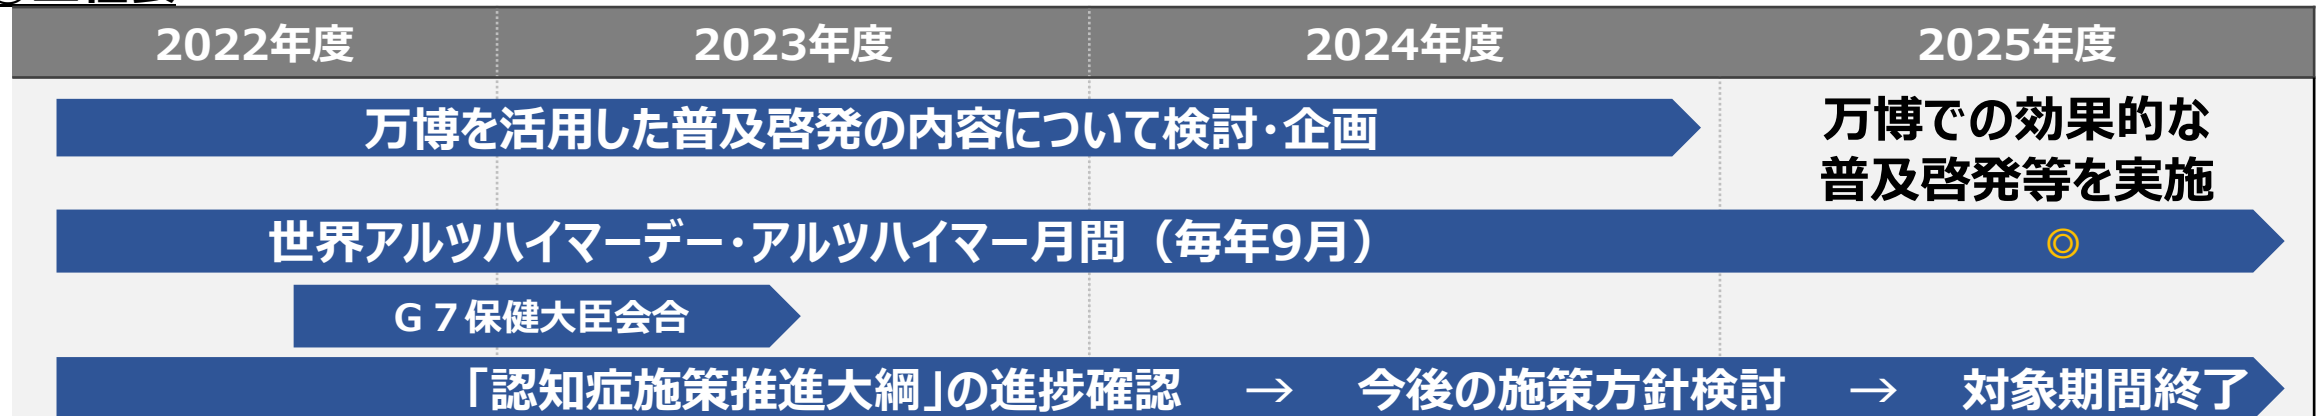 2022年度 2023年度 2024年度 2025年度
万博を活用した普及啓発の内容について検討・企画
万博での効果的な
普及啓発等を実施
世界アルツハイマーデー・アルツハイマー月間（毎年9月） ◎
Ｇ７保健大臣会合
「認知症施策推進大綱」の進捗確認 → 今後の施策方針検討 → 対象期間終了